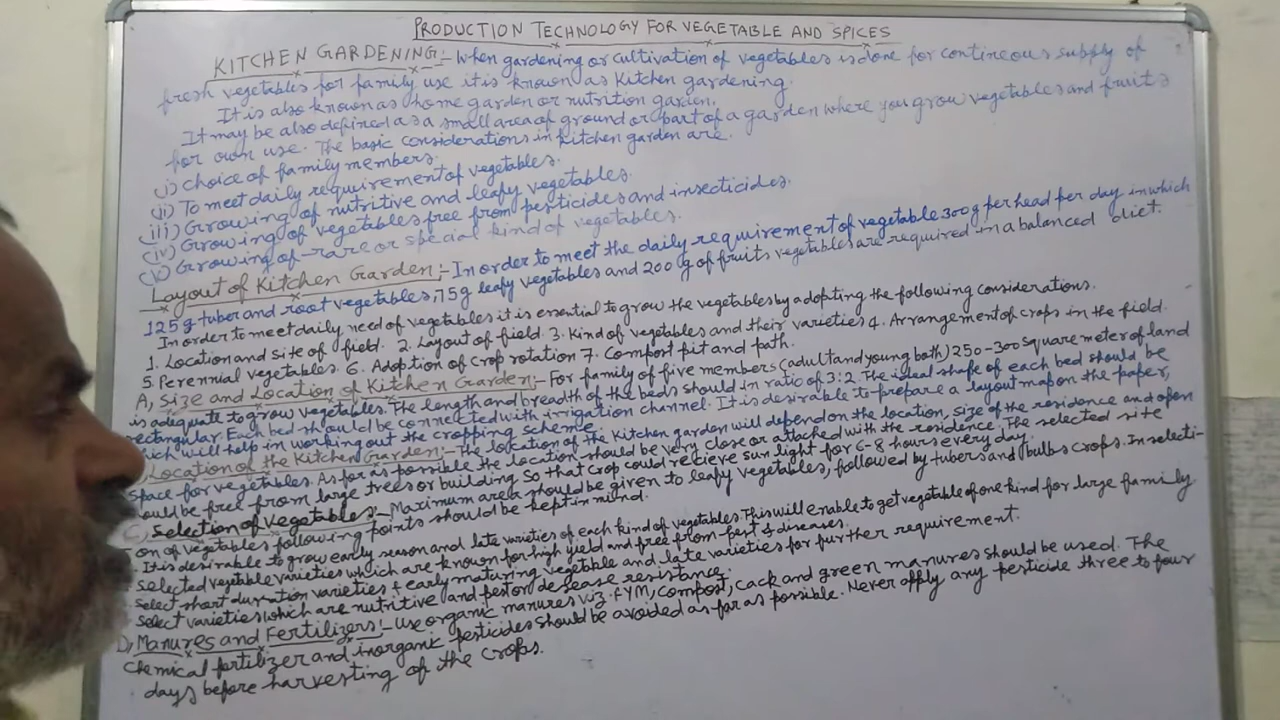 PRODUCTION TECHNOLOGY FOR VEGETABLE AND SPICES
KITCHEN GARDENING:- When gardening or cultivation of vegetables is done for contineous supply of
fresh vegetables for family use it is known as Kitchen gardening.
It is also known as home garden or nutrition garden.
It may be also defined as a small area of ground or part of a garden where you grow vegetables and fruits
for own use. The basic considerations in kitchen garden are.
(i) Choice of family members.
(ii) To meet daily requirement of vegetables.
(iii) Growing of nutritive and leafy vegetables.
(iv) Growing of vegetables free from pesticides and insecticides.
(v) Growing of rare or special kind of vegetables.
Layout of Kitchen Garden:- In order to meet the daily requirement of vegetable 300g per head per day in which
125g tuber and root vegetables, 75g leafy vegetables and 200g of fruits vegetables are required in a balanced diet.
In order to meet daily need of vegetables it is essential to grow the vegetables by adopting the following considerations.
1. Location and site of field. 2. Layout of field. 3. Kind of vegetables and their varieties 4. Arrangement of crops in the field.
5. Perennial vegetables. 6. Adoption of crop rotation 7. Compost pit and path.
A, Size and Location of Kitchen Garden:- For family of five members (adult and young both) 250-300 square meter of land
is adequate to grow vegetables. The length and breadth of the beds should in ratio of 3:2. The ideal shape of each bed should be
rectangular. Each bed should be connected with irrigation channel. It is desirable to prepare a layout map on the paper,
which will help in working out the cropping scheme.
Location of the Kitchen Garden:- The location of the kitchen garden will depend on the location, size of the residence and open
space for vegetables. As far as possible the location should be very close or attached with the residence. The selected site
ould be free from large trees or building so that crop could recieve sun light for 6-8 hours every day.
C, Selection of Vegetables:- Maximum area should be given to leafy vegetables, followed by tubers and bulbs crops. In selecti-
on of vegetables following points should be kept in mind.
It is desirable to grow early season and late varieties of each kind of vegetables. This will enable to get vegetable of one kind for large family
Selected vegetable varieties which are known for high yield and free from pest & diseases.
Select short duration varieties & early maturing vegetable and late varieties for further requirement.
Select varieties which are nutritive and pest or desease resistance.
D, Manures and Fertilizers:- Use organic manures viz. FYM, compost, cack and green manures should be used. The
chemical fertilizer and inorganic pesticides should be avoided as far as possible. Never apply any pesticide three to four
days before harvesting of the crops.